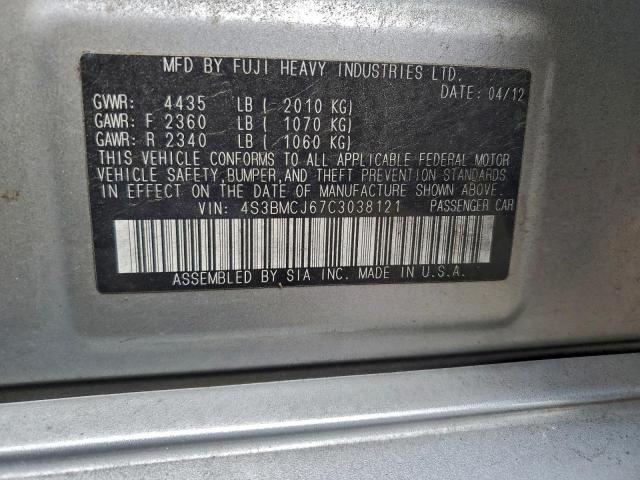 MFD BY FUJI HEAVY INDUSTRIES LTD.
DATE: 04/12
GVWR: 4435 LB ( 2010 KG)
GAWR: F 2360 LB ( 1070 KG)
GAWR: R 2340 LB ( 1060 KG)
THIS VEHICLE CONFORMS TO ALL APPLICABLE FEDERAL MOTOR
VEHICLE SAFETY, BUMPER, AND THEFT PREVENTION STANDARDS
IN EFFECT ON THE DATE OF MANUFACTURE SHOWN ABOVE.
VIN: 4S3BMCJ67C3038121 PASSENGER CAR
ASSEMBLED BY SIA INC. MADE IN U.S.A.